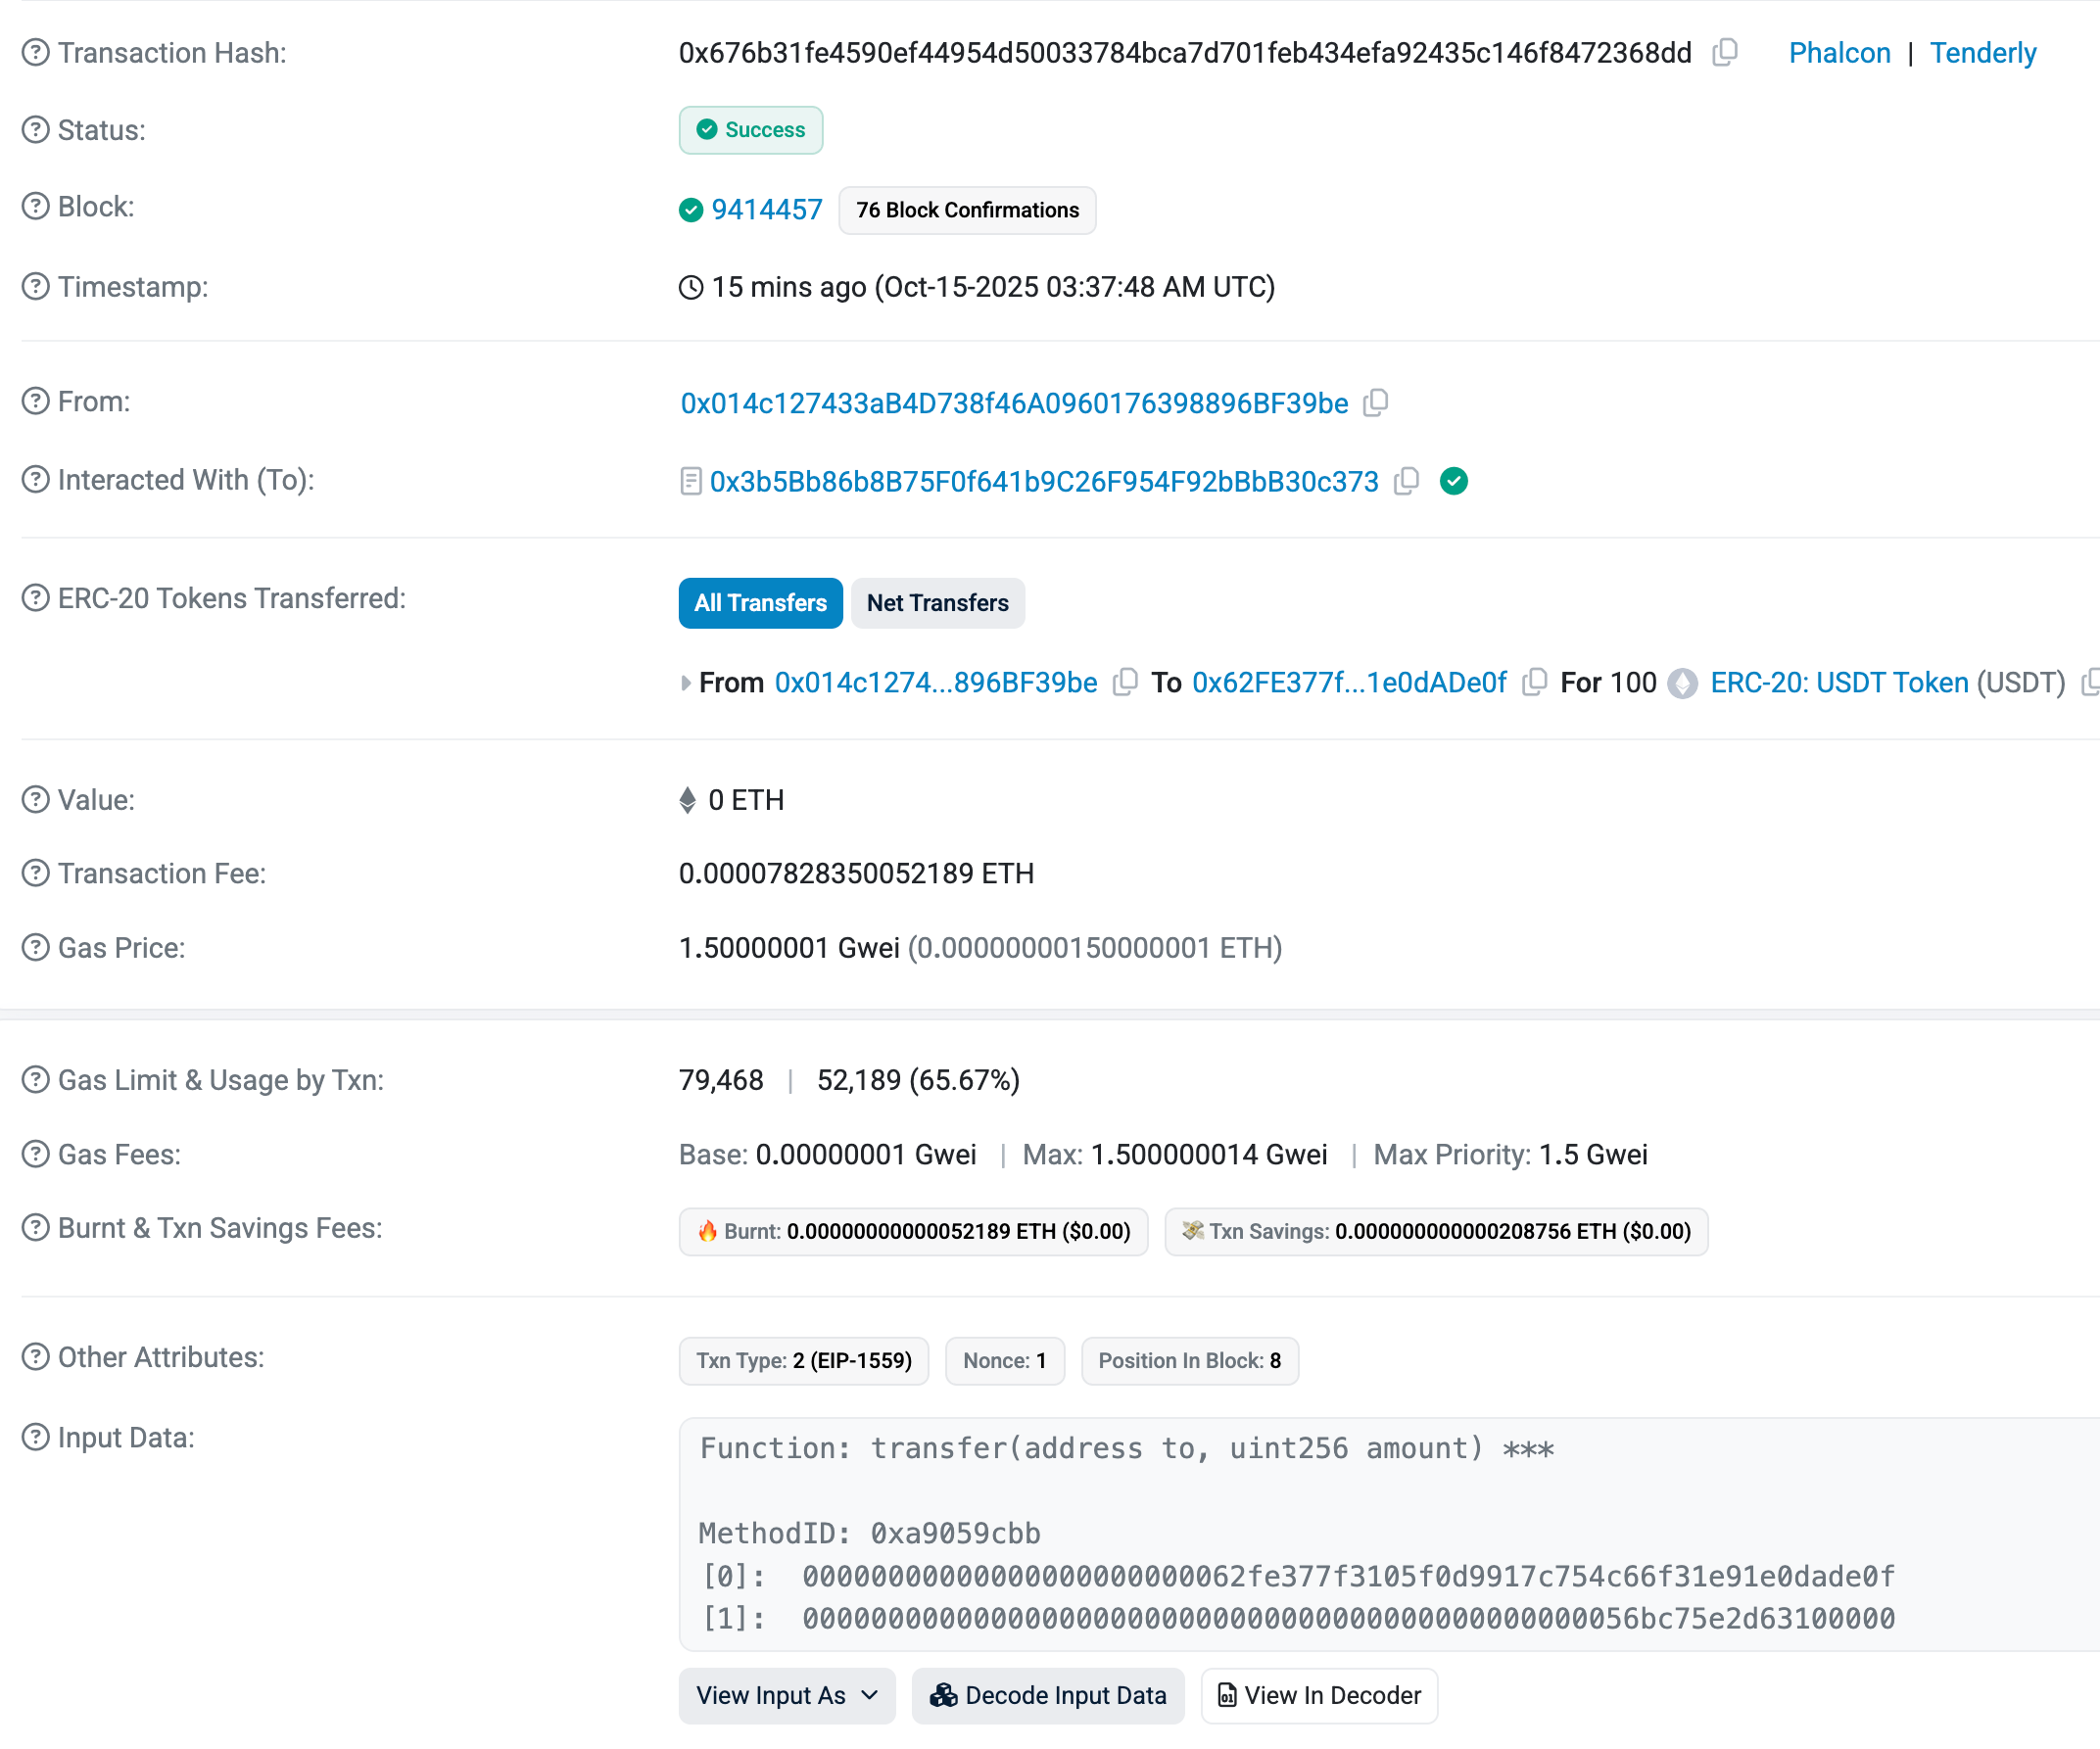 Transaction Hash: 0x676b31fe4590ef44954d50033784bca7d701feb434efa92435c146f8472368dd Phalcon | Tenderly
Status: Success
Block: 9414457 76 Block Confirmations
Timestamp: 15 mins ago (Oct-15-2025 03:37:48 AM UTC)
From: 0x014c127433aB4D738f46A0960176398896BF39be
Interacted With (To): 0x3b5Bb86b8B75F0f641b9C26F954F92bBbB30c373
ERC-20 Tokens Transferred: All Transfers Net Transfers
From 0x014c1274...896BF39be To 0x62FE377f...1e0dADe0f For 100 ERC-20: USDT Token (USDT)
Value: 0 ETH
Transaction Fee: 0.00007828350052189 ETH
Gas Price: 1.50000001 Gwei (0.00000000150000001 ETH)
Gas Limit & Usage by Txn: 79,468 | 52,189 (65.67%)
Gas Fees: Base: 0.00000001 Gwei | Max: 1.500000014 Gwei | Max Priority: 1.5 Gwei
Burnt & Txn Savings Fees: 🔥 Burnt: 0.00000000000052189 ETH ($0.00) 💸 Txn Savings: 0.000000000000208756 ETH ($0.00)
Other Attributes: Txn Type: 2 (EIP-1559) Nonce: 1 Position In Block: 8
Input Data: Function: transfer(address to, uint256 amount) ***
MethodID: 0xa9059cbb
[0]: 00000000000000000000000062fe377f3105f0d9917c754c66f31e91e0dade0f
[1]: 0000000000000000000000000000000000000000000000056bc75e2d63100000
View Input As Decode Input Data View In Decoder